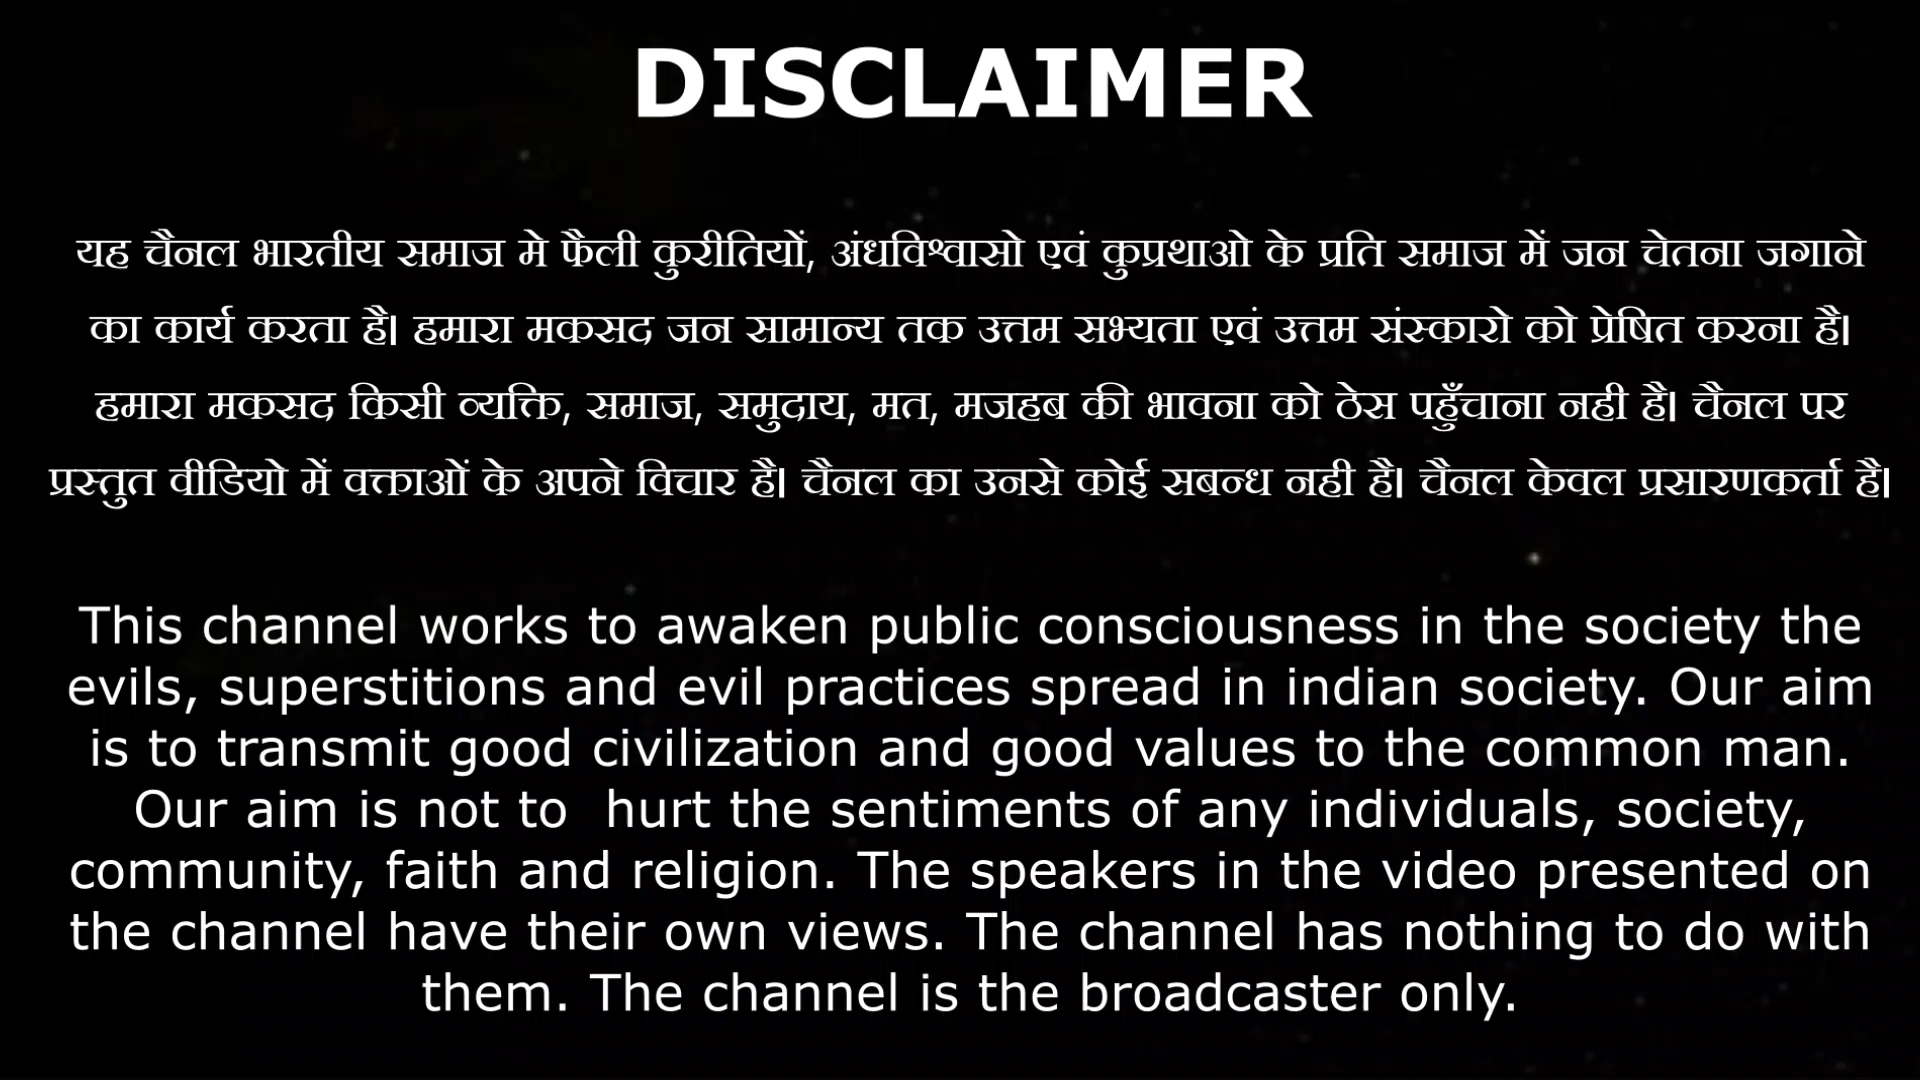 DISCLAIMER
यह चैनल भारतीय समाज मे फैली कुरीतियों, अंधविश्वासो एवं कुप्रथाओ के प्रति समाज में जन चेतना जगाने
का कार्य करता है। हमारा मकसद जन सामान्य तक उत्तम सभ्यता एवं उत्तम संस्कारो को प्रेषित करना है।
हमारा मकसद किसी व्यक्ति, समाज, समुदाय, मत, मजहब की भावना को ठेस पहुँचाना नही है। चैनल पर
प्रस्तुत वीडियो में वक्ताओं के अपने विचार है। चैनल का उनसे कोई सबन्ध नही है। चैनल केवल प्रसारणकर्ता है।
This channel works to awaken public consciousness in the society the
evils, superstitions and evil practices spread in indian society. Our aim
is to transmit good civilization and good values to the common man.
Our aim is not to  hurt the sentiments of any individuals, society,
community, faith and religion. The speakers in the video presented on
the channel have their own views. The channel has nothing to do with
them. The channel is the broadcaster only.